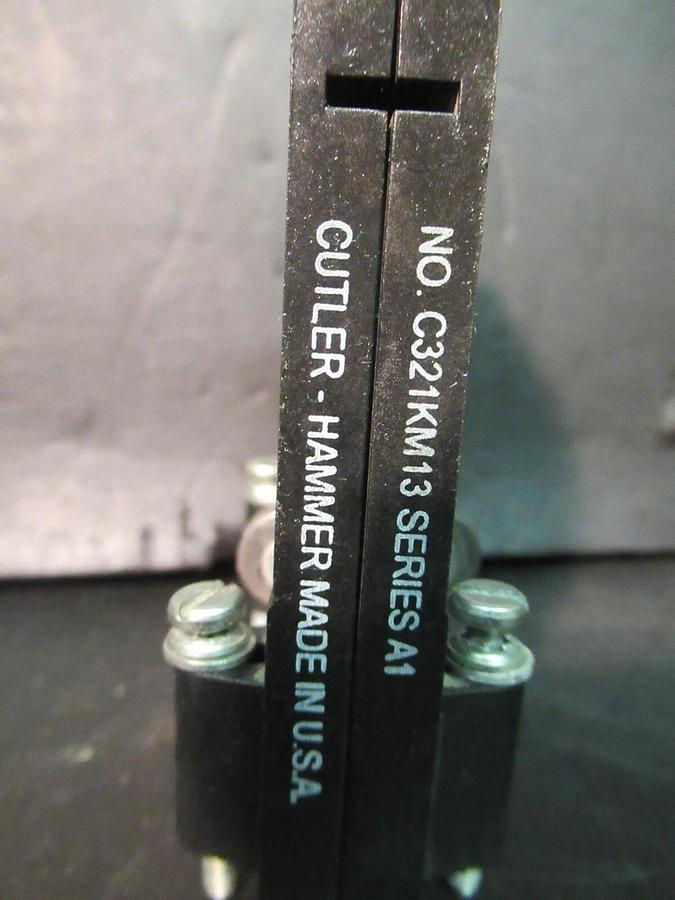 NO. C321KM13 SERIES A1
CUTLER - HAMMER MADE IN U.S.A.